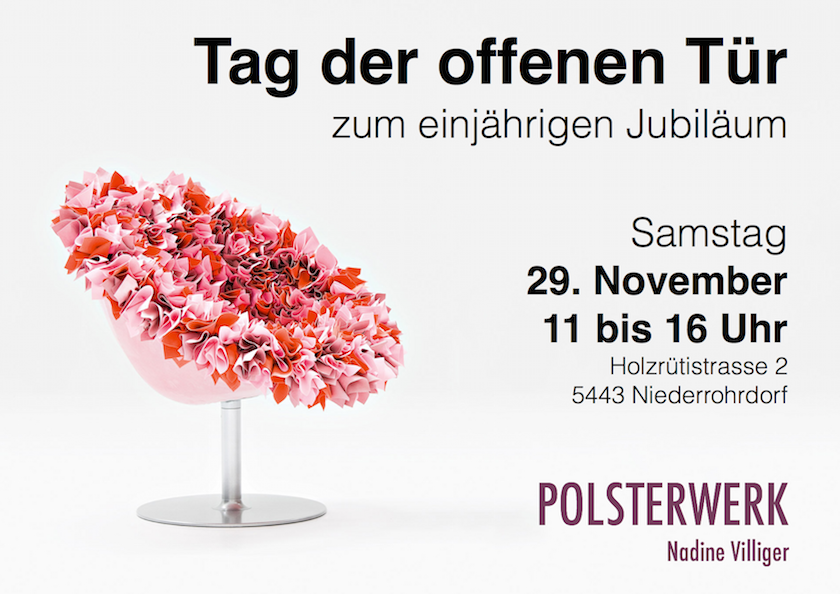 Tag der offenen Tür
zum einjährigen Jubiläum
Samstag
29. November
11 bis 16 Uhr
Holzrütistrasse 2
5443 Niederrohrdorf
POLSTERWERK
Nadine Villiger